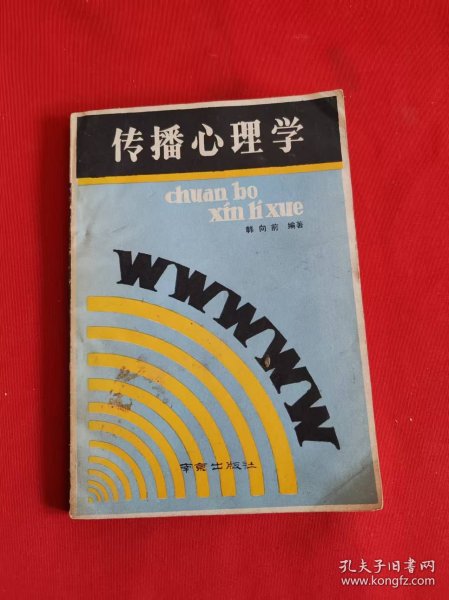 传播心理学
chuan bo
xin li xue
韩向前 编著
WWWWW
南京出版社
孔夫子旧书网
www.kongfz.com